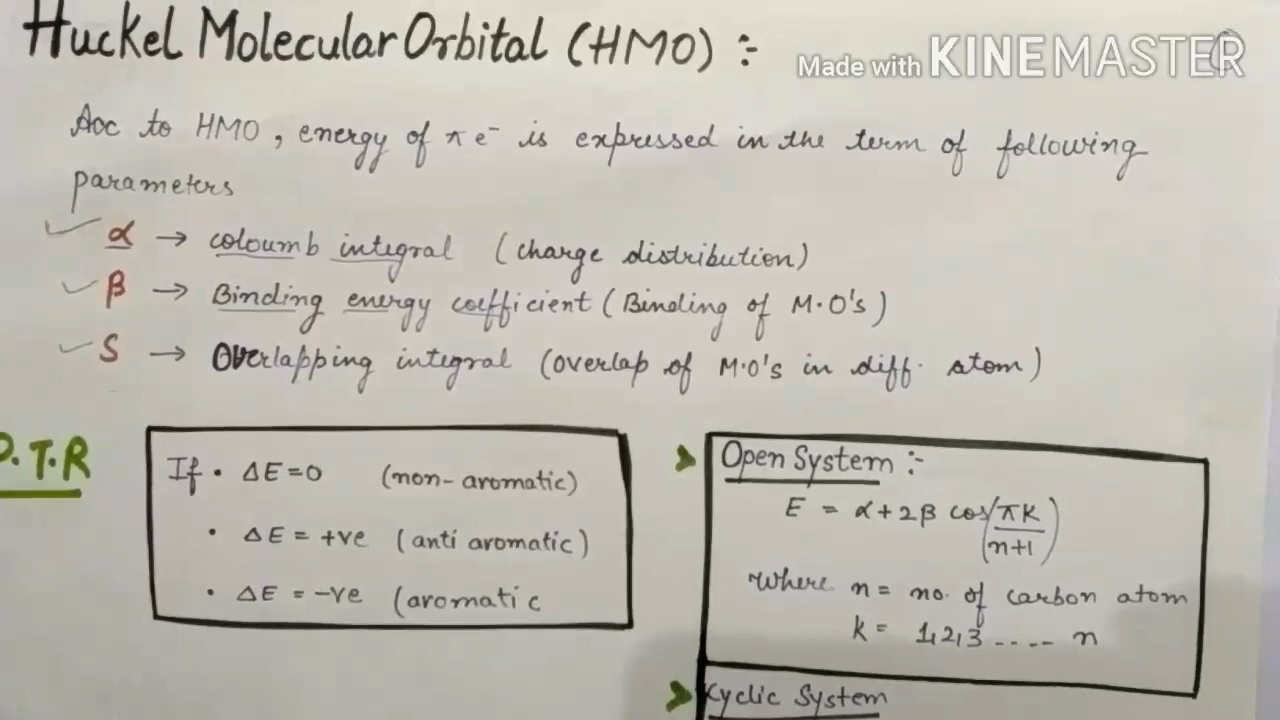 Huckel Molecular Orbital (HMO) :-
Made with KINEMASTER
Acc to HMO, energy of π e⁻ is expressed in the term of following
parameters
α → coloumb integral (charge distribution)
β → Binding energy coefficient (Binding of M.O's)
S → Overlapping integral (overlap of M.O's in diff. atom)
.T.R
If • ΔE=0 (non-aromatic)
• ΔE = +ve (anti aromatic)
• ΔE = -ve (aromatic
Open System :-
E = α+2β cos(πk/n+1)
where n = no. of carbon atom
k = 1,2,3 ..... n
Cyclic System